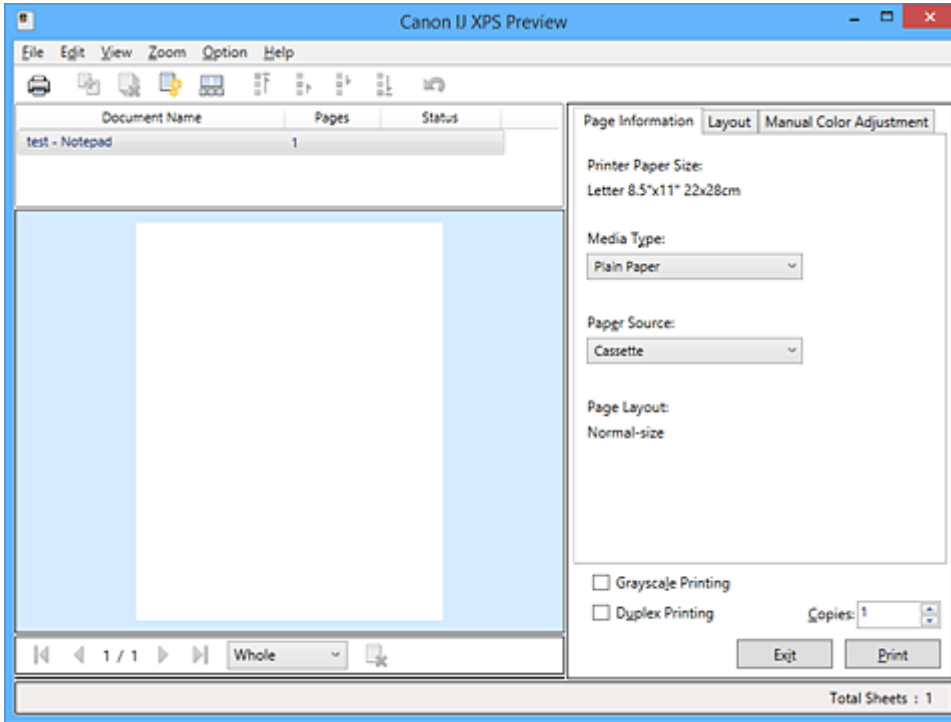 Canon IJ XPS Preview
File Edit View Zoom Option Help
Document Name Pages Status
test - Notepad 1
Page Information Layout Manual Color Adjustment
Printer Paper Size:
Letter 8.5"x11" 22x28cm
Media Type:
Plain Paper
Paper Source:
Cassette
Page Layout:
Normal-size
Grayscale Printing
Duplex Printing Copies: 1
1 / 1 Whole
Exit Print
Total Sheets : 1